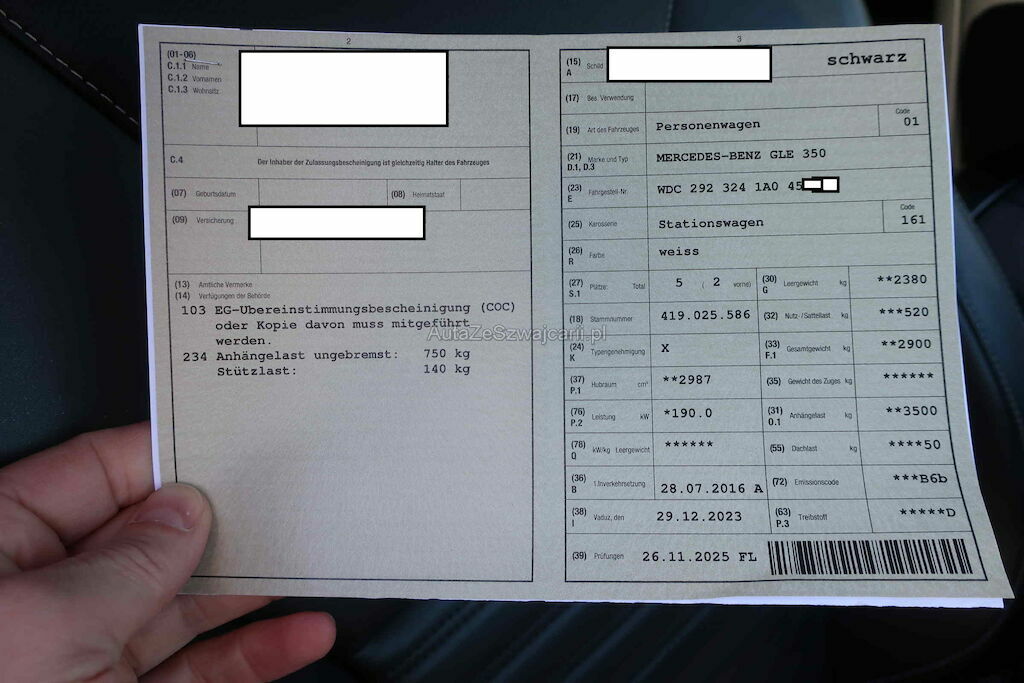 2
(01-06)
C.1.1 Name
C.1.2 Vornamen
C.1.3 Wohnsitz
C.4 Der Inhaber der Zulassungsbescheinigung ist gleichzeitig Halter des Fahrzeuges
(07) Geburtsdatum (08) Heimatstaat
(09) Versicherung
(13) Amtliche Vermerke
(14) Verfügungen der Behörde
103 EG-Uebereinstimmungsbescheinigung (COC)
oder Kopie davon muss mitgeführt
werden.
234 Anhängelast ungebremst: 750 kg
Stützlast: 140 kg
3
(15) A Schild schwarz
(17) Bes. Verwendung
(19) Art des Fahrzeuges Personenwagen Code 01
(21) D.1, D.3 Marke und Typ MERCEDES-BENZ GLE 350
(23) E Fahrgestell-Nr. WDC 292 324 1A0 45
(25) Karosserie Stationswagen Code 161
(26) R Farbe weiss
(27) S.1 Plätze: Total 5 ( 2 vorne) (30) G Leergewicht kg **2380
(18) Stammnummer 419.025.586 (32) Nutz-/Sattellast kg ***520
(24) K Typengenehmigung X (33) F.1 Gesamtgewicht kg **2900
(37) P.1 Hubraum cm³ **2987 (35) Gewicht des Zuges kg ******
(76) P.2 Leistung kW *190.0 (31) O.1 Anhängelast kg **3500
(78) Q kW/kg Leergewicht ****** (55) Dachlast kg ****50
(36) B 1.Inverkehrsetzung 28.07.2016 A (72) Emissionscode ***B6b
(38) I Vaduz, den 29.12.2023 (63) P.3 Treibstoff *****D
(39) Prüfungen 26.11.2025 FL
AutaZeSzwajcarii.pl